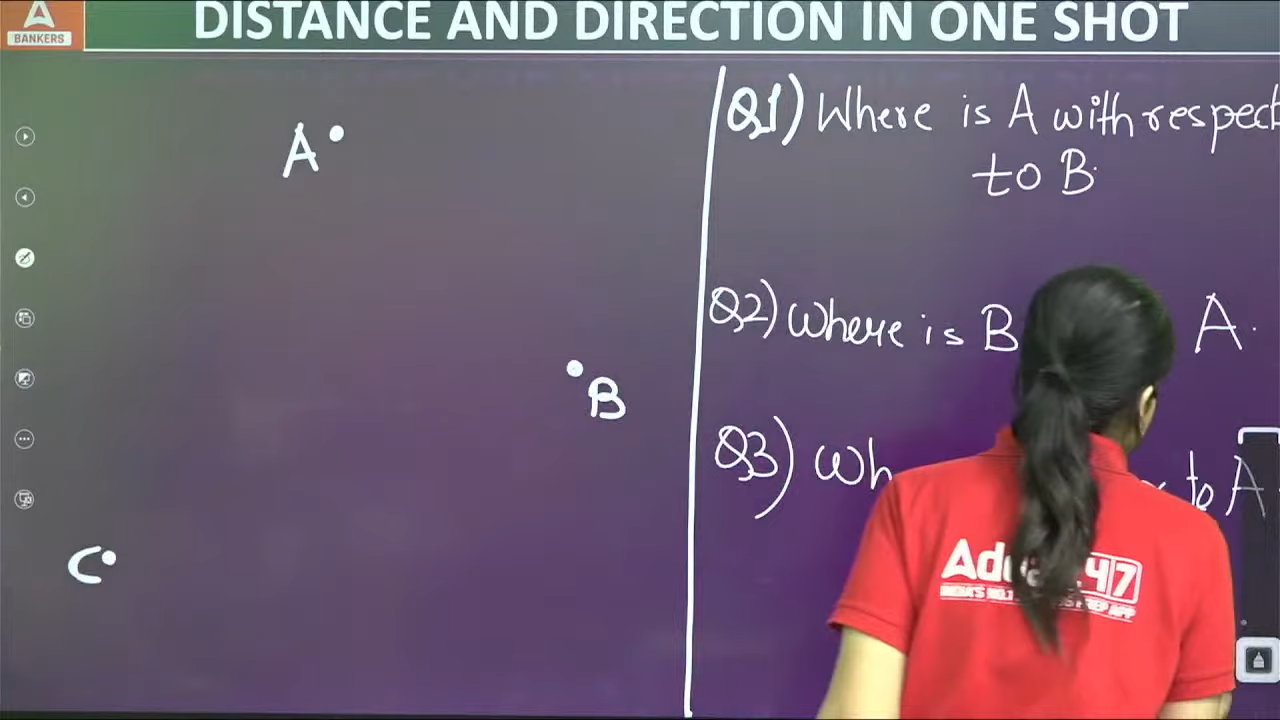 DISTANCE AND DIRECTION IN ONE SHOT
A
BANKERS
A
B
C
Q1) Where is A with respect
to B.
Q2) Where is B A.
Q3) Wh to A
47